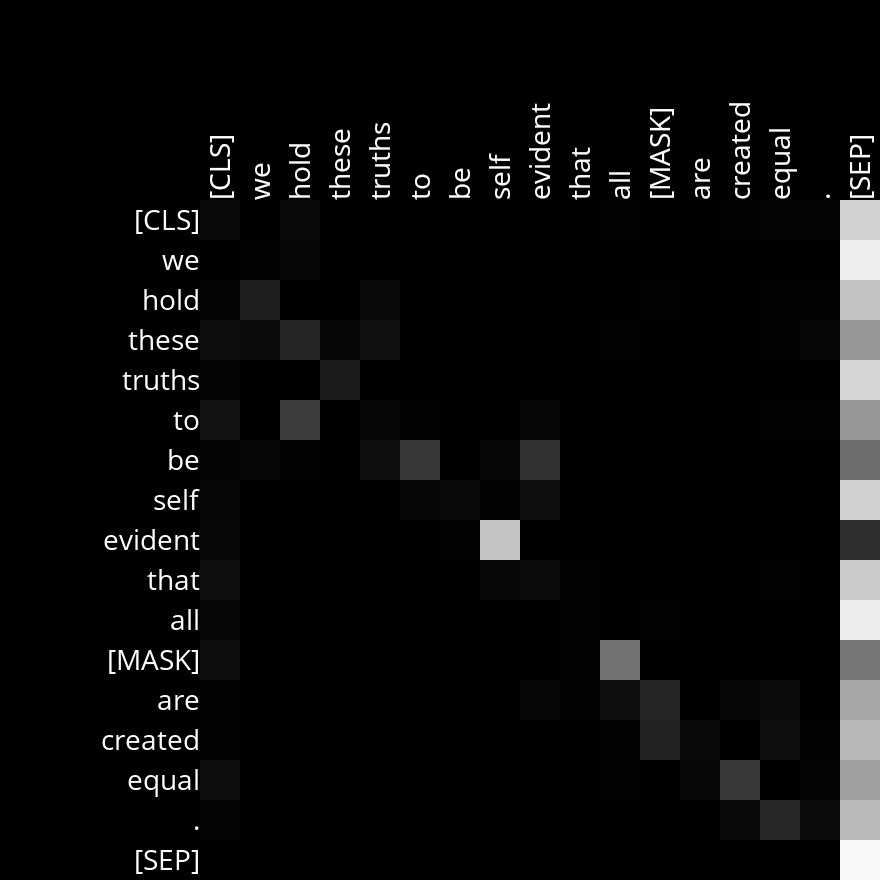 [CLS] we hold these truths to be self evident that all [MASK] are created equal . [SEP]
[CLS]
we
hold
these
truths
to
be
self
evident
that
all
[MASK]
are
created
equal
.
[SEP]